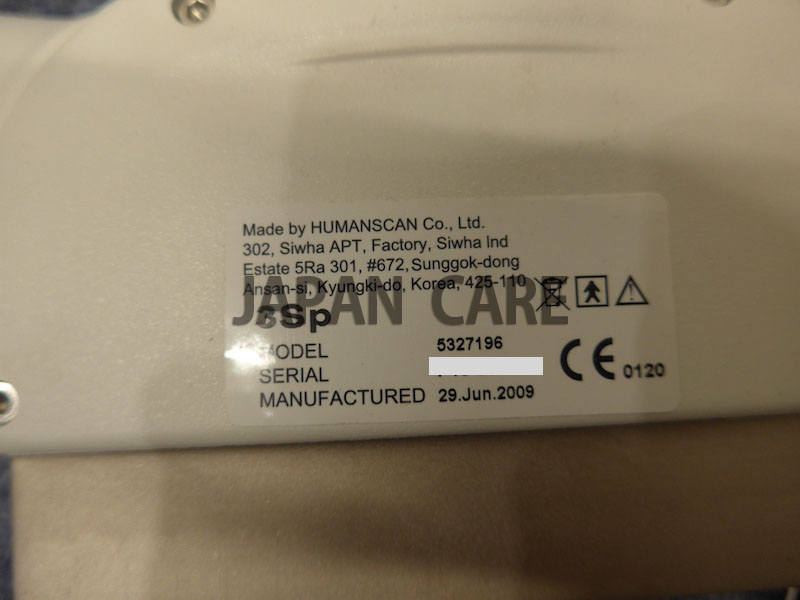 Made by HUMANSCAN Co., Ltd.
302, Siwha APT, Factory, Siwha Ind
Estate 5Ra 301, #672, Sunggok-dong
Ansan-si, Kyungki-do, Korea, 425-110
JAPAN CARE
3Sp
MODEL 5327196
SERIAL
MANUFACTURED 29.Jun.2009
CE 0120